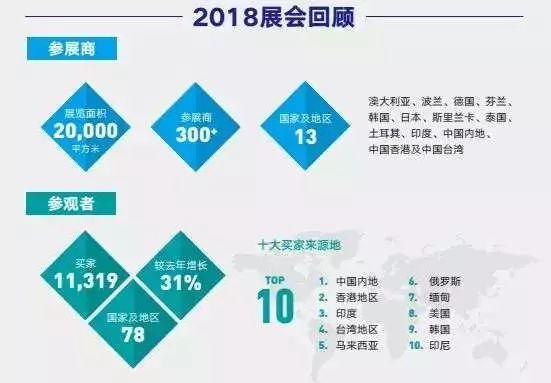 2018展会回顾
参展商
展览面积
20,000
平方米
参展商
300+
国家及地区
13
澳大利亚、波兰、德国、芬兰、
韩国、日本、斯里兰卡、泰国、
土耳其、印度、中国内地、
中国香港及中国台湾
参观者
买家
11,319
较去年增长
31%
国家及地区
78
十大买家来源地
TOP
10
1. 中国内地
2. 香港地区
3. 印度
4. 台湾地区
5. 马来西亚
6. 俄罗斯
7. 缅甸
8. 美国
9. 韩国
10. 印尼